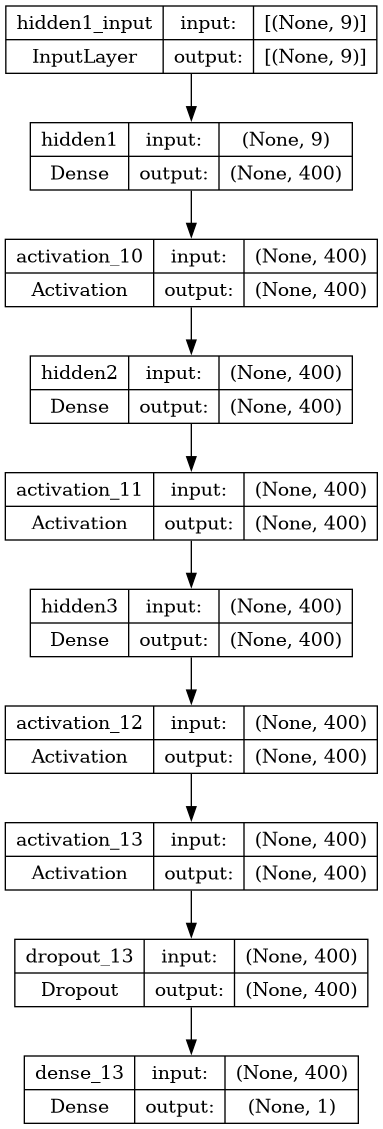 hidden1_input input: [(None, 9)]
InputLayer output: [(None, 9)]
hidden1 input: (None, 9)
Dense output: (None, 400)
activation_10 input: (None, 400)
Activation output: (None, 400)
hidden2 input: (None, 400)
Dense output: (None, 400)
activation_11 input: (None, 400)
Activation output: (None, 400)
hidden3 input: (None, 400)
Dense output: (None, 400)
activation_12 input: (None, 400)
Activation output: (None, 400)
activation_13 input: (None, 400)
Activation output: (None, 400)
dropout_13 input: (None, 400)
Dropout output: (None, 400)
dense_13 input: (None, 400)
Dense output: (None, 1)